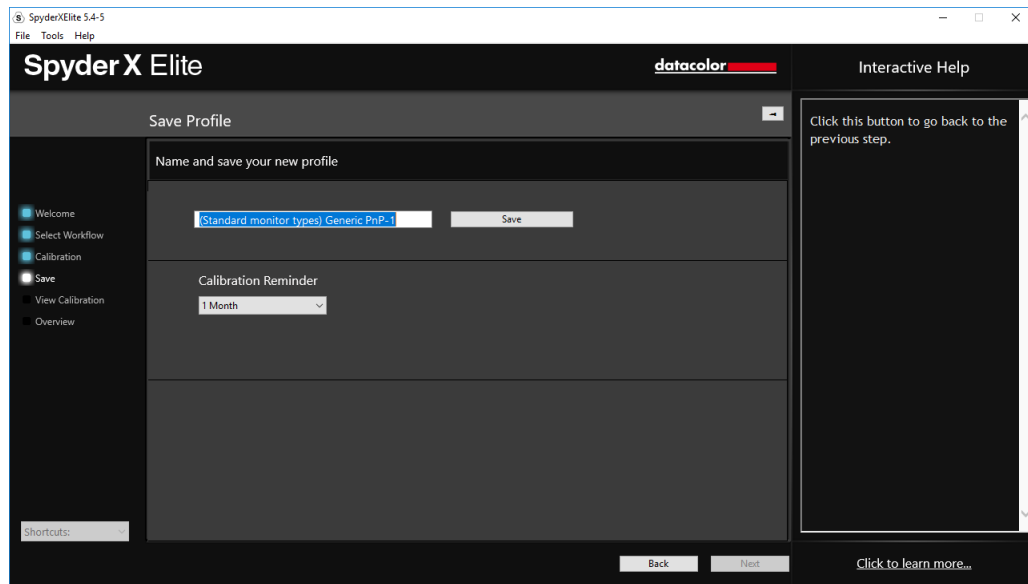 SpyderXElite 5.4-5
File Tools Help
Spyder X Elite
datacolor
Interactive Help
Save Profile
Click this button to go back to the
previous step.
Name and save your new profile
Welcome
Select Workflow
Calibration
Save
View Calibration
Overview
(Standard monitor types) Generic PnP-1
Save
Calibration Reminder
1 Month
Shortcuts:
Back
Next
Click to learn more...